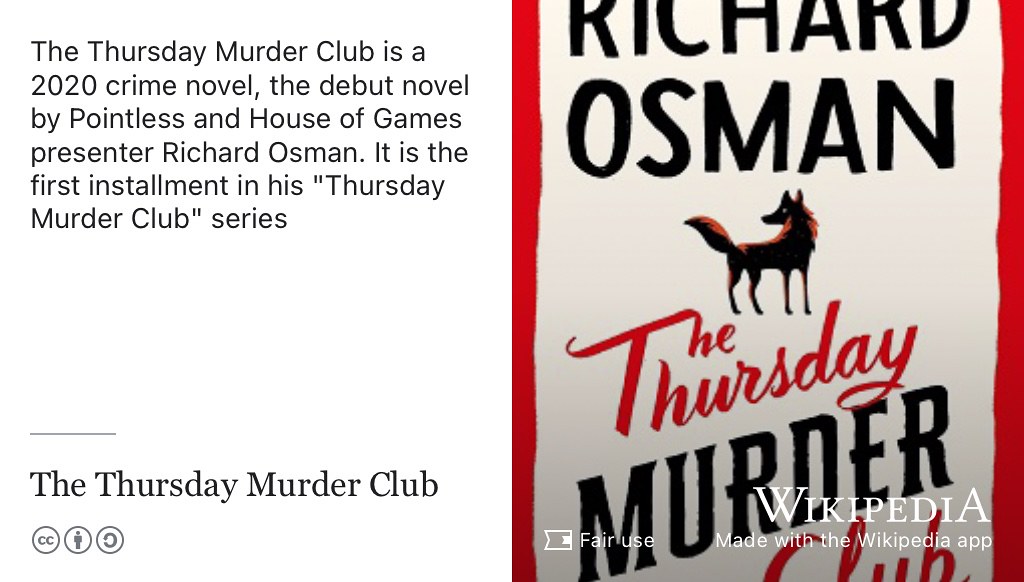 The Thursday Murder Club is a
2020 crime novel, the debut novel
by Pointless and House of Games
presenter Richard Osman. It is the
first installment in his "Thursday
Murder Club" series
The Thursday Murder Club
cc
RICHARD
OSMAN
The
Thursday
MURDER
Club
WIKIPEDIA
Fair use
Made with the Wikipedia app